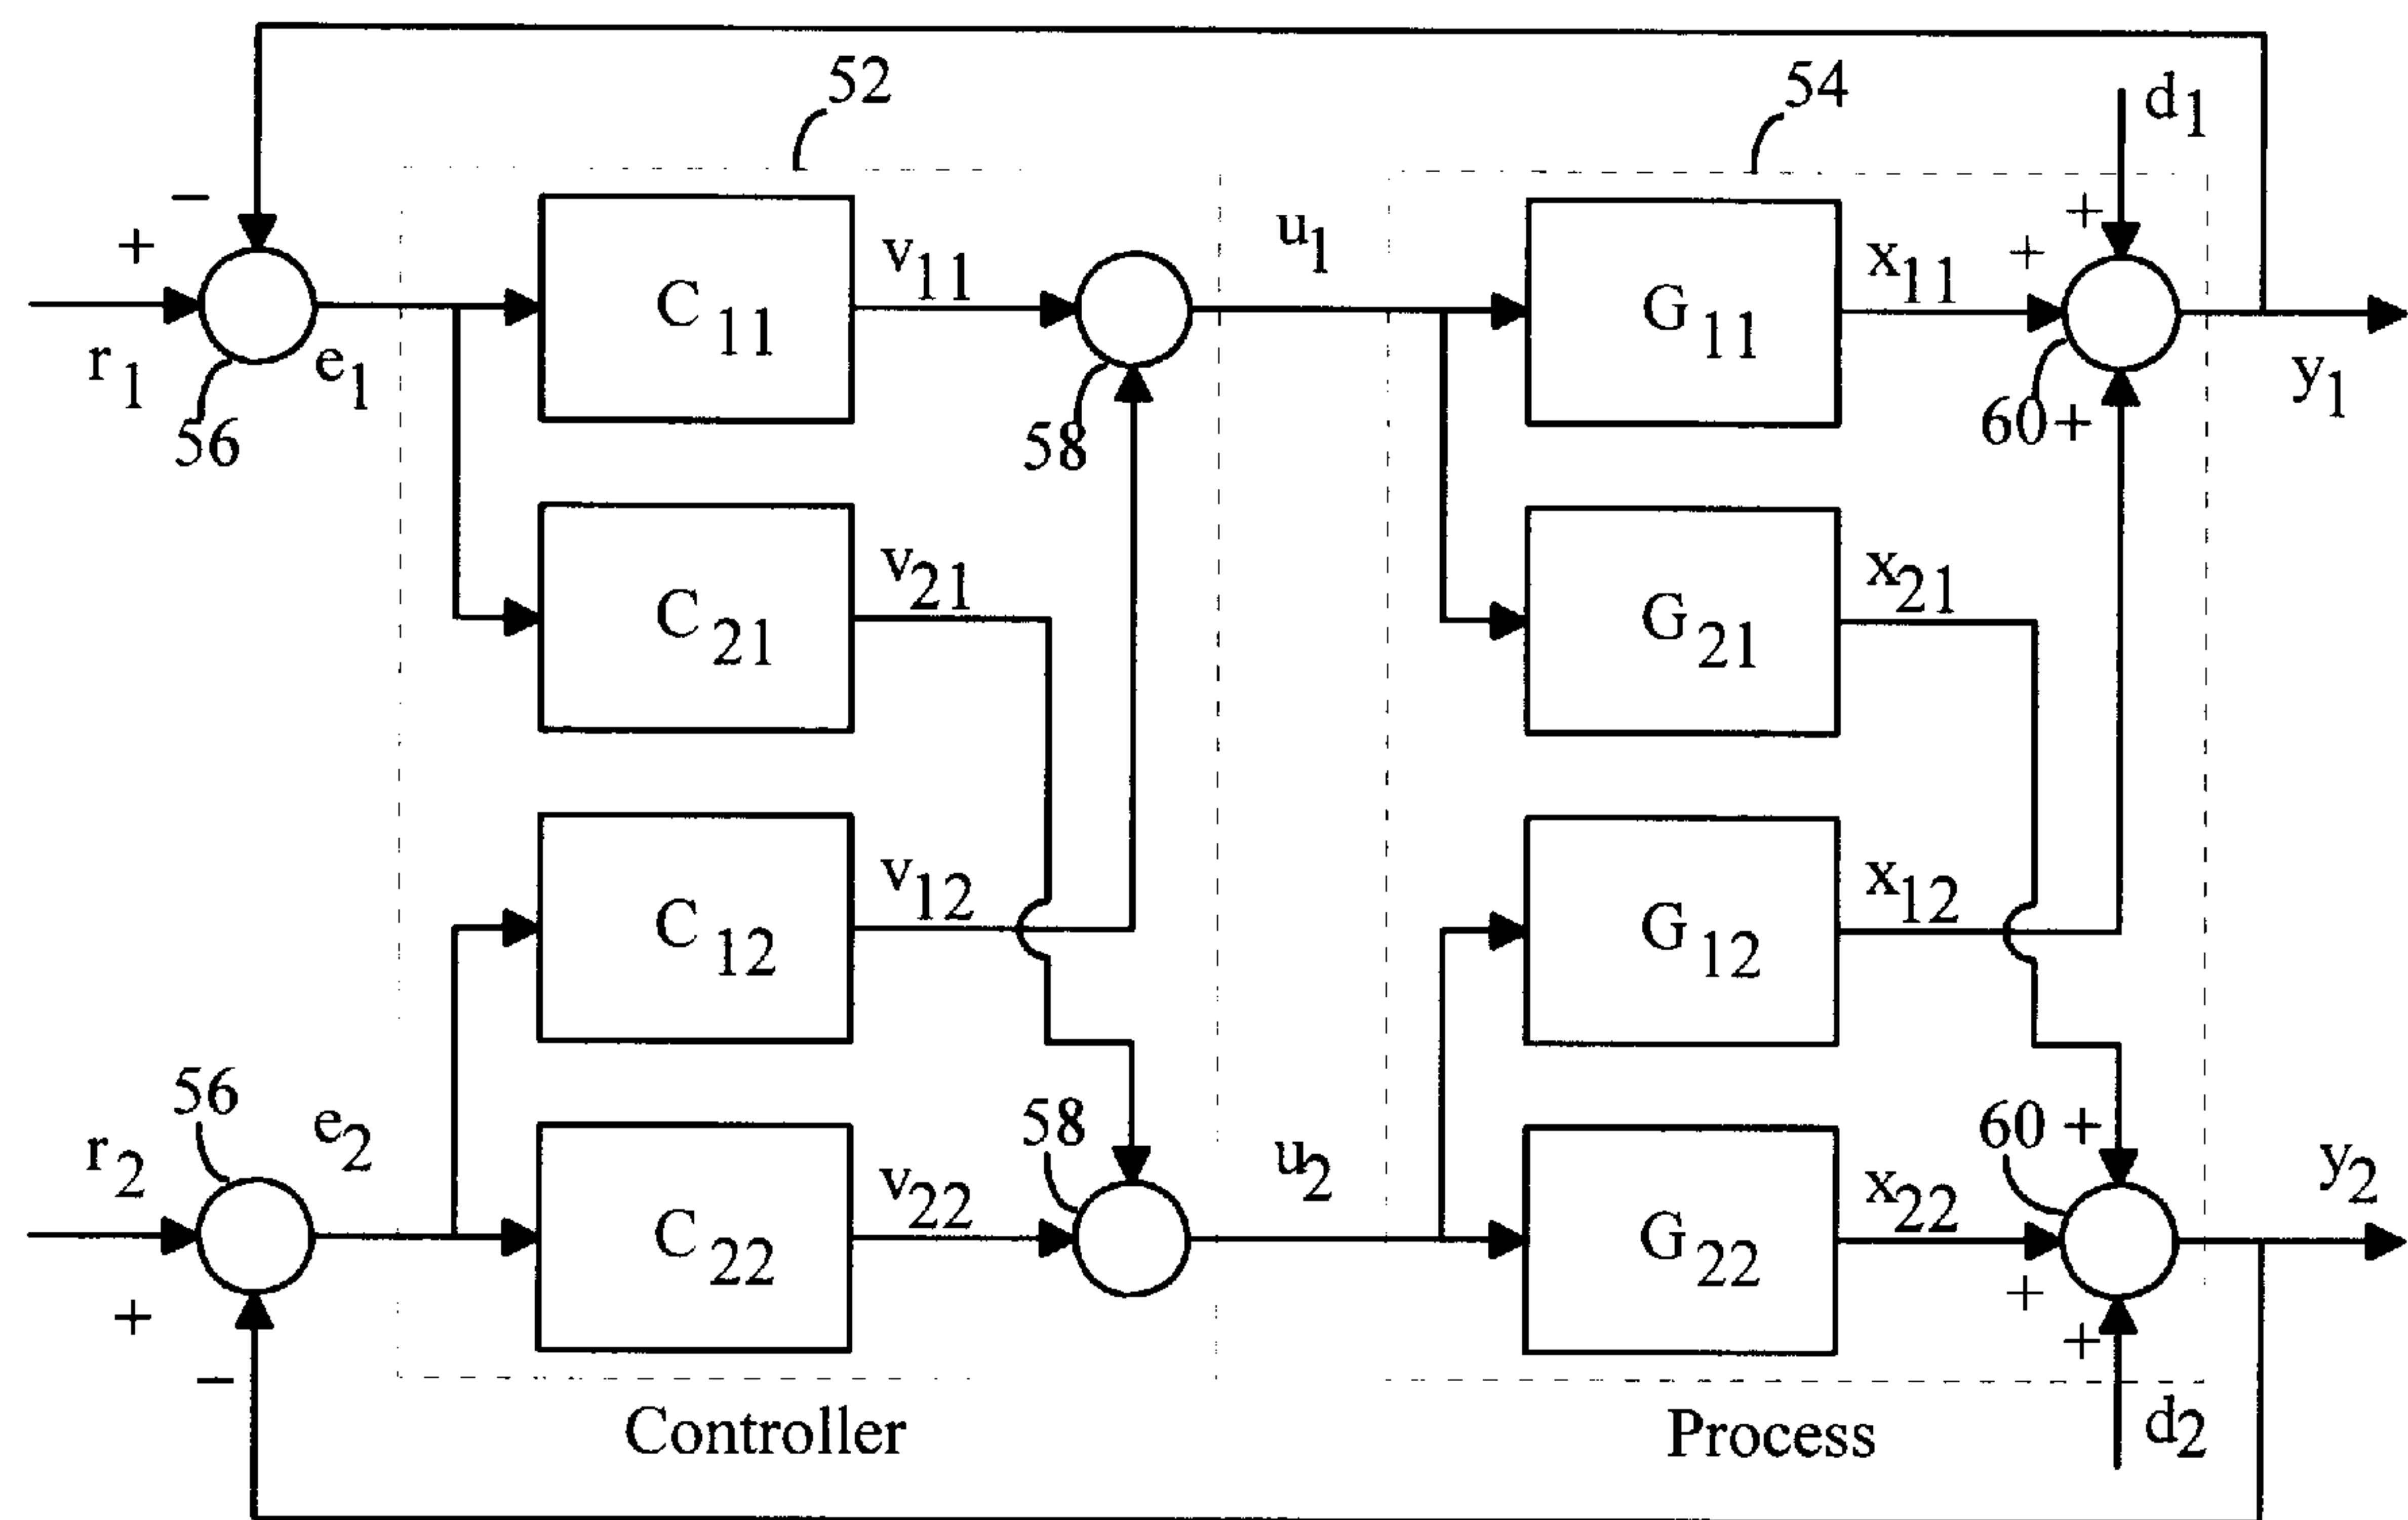 52
54
d1
−
+
+
+
u1
v11
x11
C11
G11
r1
e1
y1
56
58
60 +
v21
x21
C21
G21
v12
x12
C12
G12
56
58
60 +
r2
e2
u2
y2
v22
x22
C22
G22
+
+
+
−
d2
Controller
Process